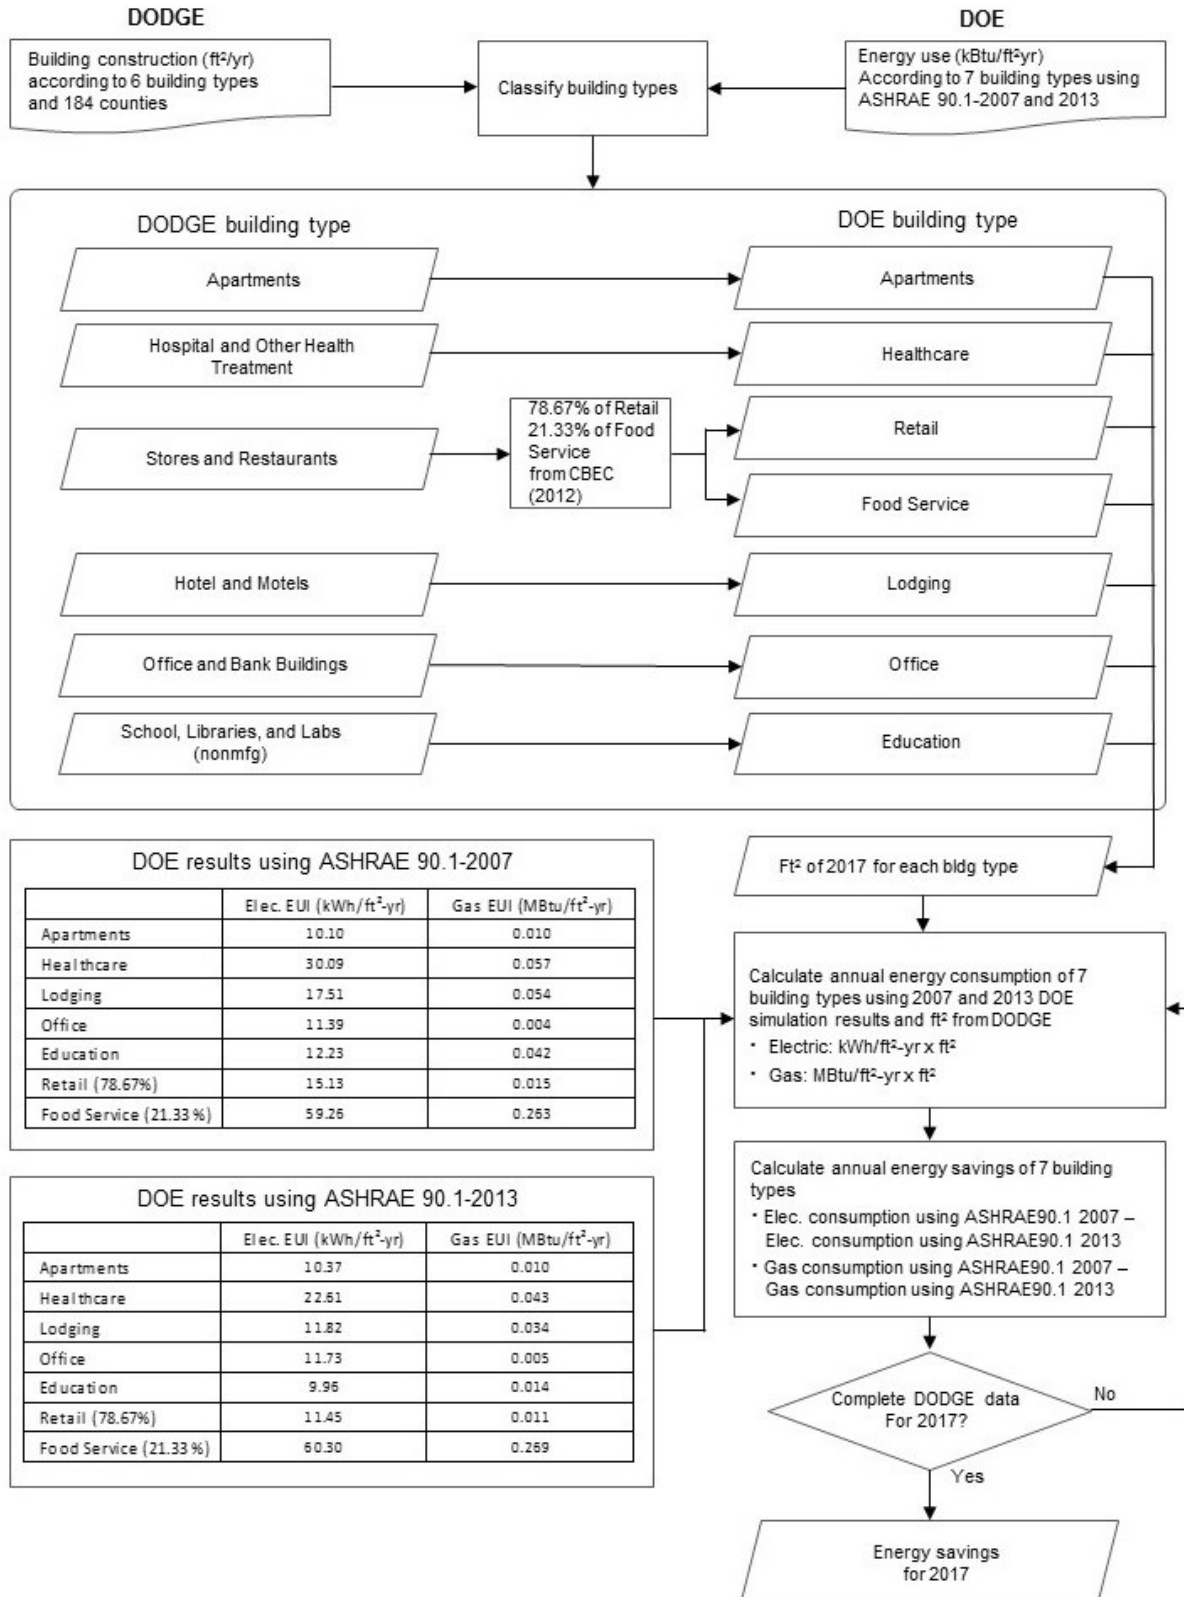 DODGE
DOE
Building construction (ft²/yr)
according to 6 building types
and 184 counties
Classify building types
Energy use (kBtu/ft²yr)
According to 7 building types using
ASHRAE 90.1-2007 and 2013
DODGE building type
DOE building type
Apartments
Apartments
Hospital and Other Health
Treatment
Healthcare
Stores and Restaurants
78.67% of Retail
21.33% of Food
Service
from CBEC
(2012)
Retail
Food Service
Hotel and Motels
Lodging
Office and Bank Buildings
Office
School, Libraries, and Labs
(nonmfg)
Education
DOE results using ASHRAE 90.1-2007
Elec. EUI (kWh/ft²-yr) Gas EUI (MBtu/ft²-yr)
Apartments 10.10 0.010
Healthcare 30.09 0.057
Lodging 17.51 0.054
Office 11.39 0.004
Education 12.23 0.042
Retail (78.67%) 15.13 0.015
Food Service (21.33%) 59.26 0.263
DOE results using ASHRAE 90.1-2013
Elec. EUI (kWh/ft²-yr) Gas EUI (MBtu/ft²-yr)
Apartments 10.37 0.010
Healthcare 22.61 0.043
Lodging 11.82 0.034
Office 11.73 0.005
Education 9.96 0.014
Retail (78.67%) 11.45 0.011
Food Service (21.33%) 60.30 0.269
Ft² of 2017 for each bldg type
Calculate annual energy consumption of 7
building types using 2007 and 2013 DOE
simulation results and ft² from DODGE
• Electric: kWh/ft²-yr x ft²
• Gas: MBtu/ft²-yr x ft²
Calculate annual energy savings of 7 building
types
• Elec. consumption using ASHRAE90.1 2007 –
Elec. consumption using ASHRAE90.1 2013
• Gas consumption using ASHRAE90.1 2007 –
Gas consumption using ASHRAE90.1 2013
Complete DODGE data
For 2017?
No
Yes
Energy savings
for 2017